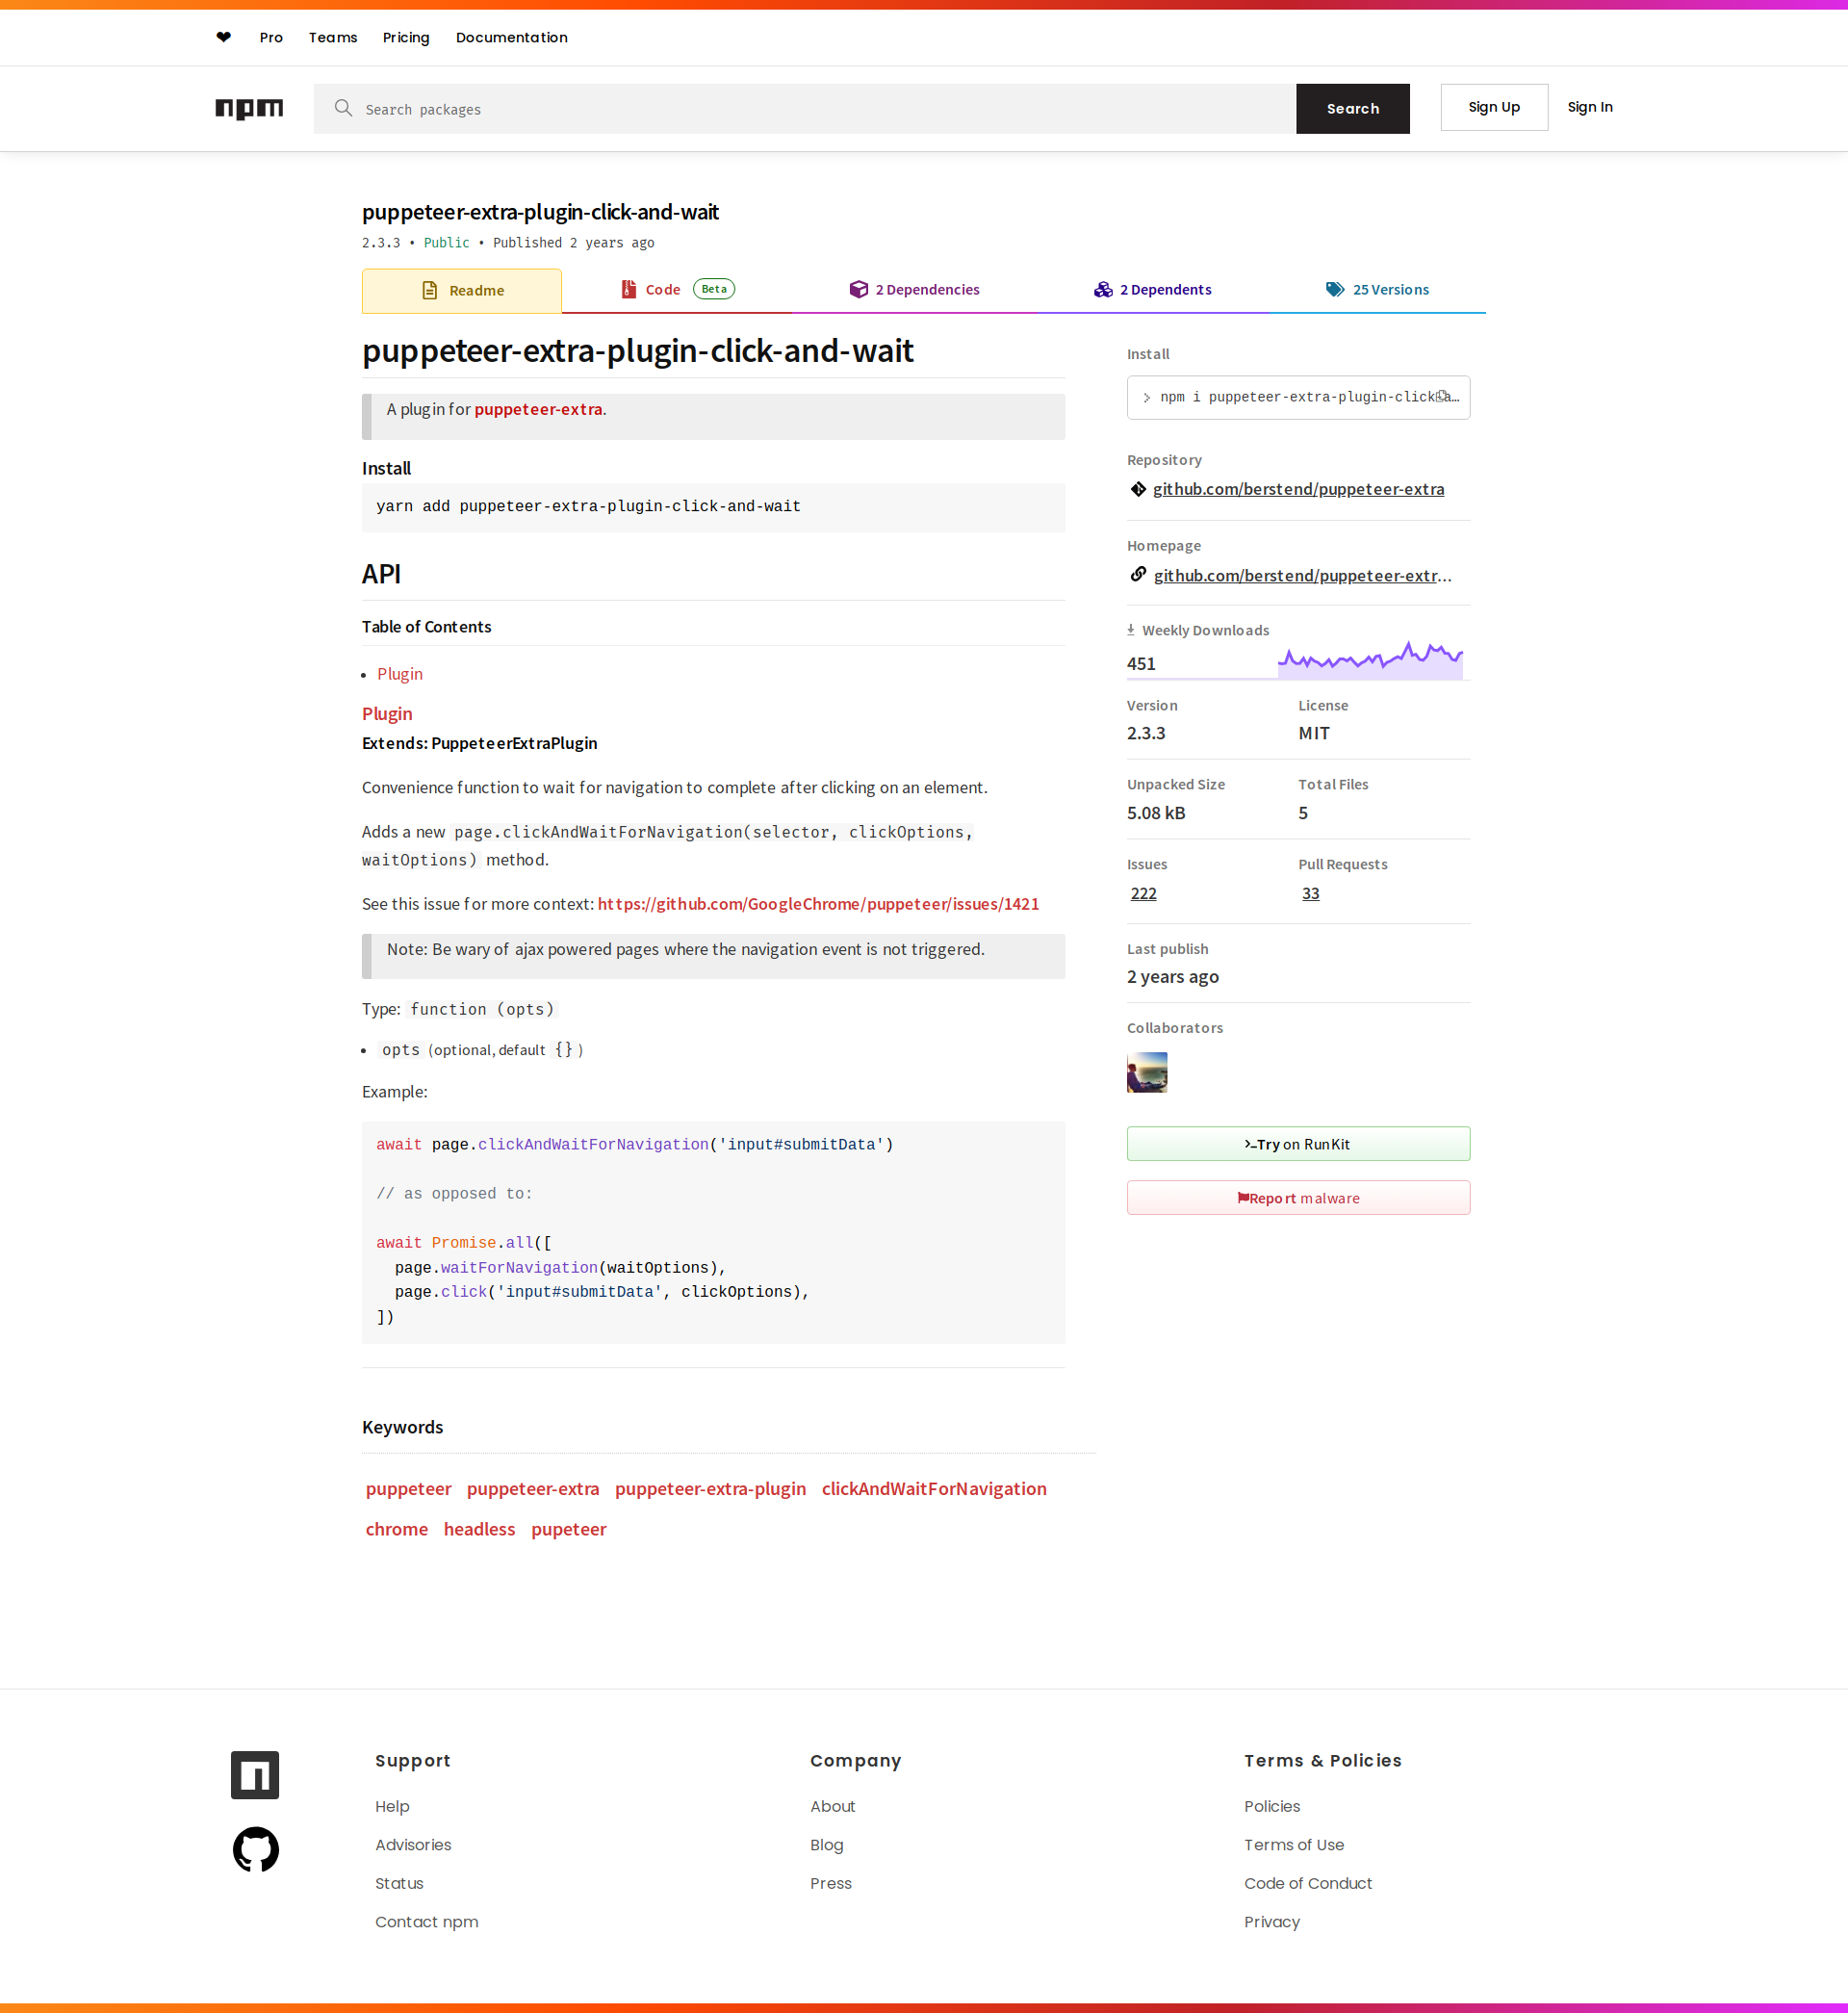 ❤
Pro
Teams
Pricing
Documentation
npm
Search packages
Search
Sign Up
Sign In
puppeteer-extra-plugin-click-and-wait
2.3.3 • Public • Published 2 years ago
Readme
Code Beta
2 Dependencies
2 Dependents
25 Versions
puppeteer-extra-plugin-click-and-wait
A plugin for puppeteer-extra.
Install
yarn add puppeteer-extra-plugin-click-and-wait
API
Table of Contents
• Plugin
Plugin
Extends: PuppeteerExtraPlugin
Convenience function to wait for navigation to complete after clicking on an element.
Adds a new page.clickAndWaitForNavigation(selector, clickOptions,
waitOptions) method.
See this issue for more context: https://github.com/GoogleChrome/puppeteer/issues/1421
Note: Be wary of ajax powered pages where the navigation event is not triggered.
Type: function (opts)
• opts (optional, default {})
Example:
await page.clickAndWaitForNavigation('input#submitData')
// as opposed to:
await Promise.all([
page.waitForNavigation(waitOptions),
page.click('input#submitData', clickOptions),
])
Keywords
puppeteer puppeteer-extra puppeteer-extra-plugin clickAndWaitForNavigation
chrome headless pupeteer
Install
npm i puppeteer-extra-plugin-click-a…
Repository
github.com/berstend/puppeteer-extra
Homepage
github.com/berstend/puppeteer-extr…
Weekly Downloads
451
Version
2.3.3
License
MIT
Unpacked Size
5.08 kB
Total Files
5
Issues
222
Pull Requests
33
Last publish
2 years ago
Collaborators
Try on RunKit
Report malware
Support
Help
Advisories
Status
Contact npm
Company
About
Blog
Press
Terms & Policies
Policies
Terms of Use
Code of Conduct
Privacy